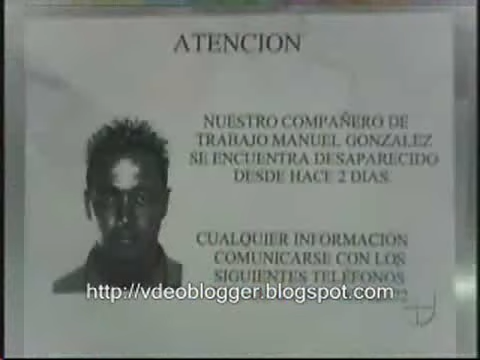 ATENCION
NUESTRO COMPAÑERO DE
TRABAJO MANUEL GONZALEZ
SE ENCUENTRA DESAPARECIDO
DESDE HACE 2 DIAS.
CUALQUIER INFORMACION
COMUNICARSE CON LOS
SIGUIENTES TELÉFONOS
http://vdeoblogger.blogspot.com